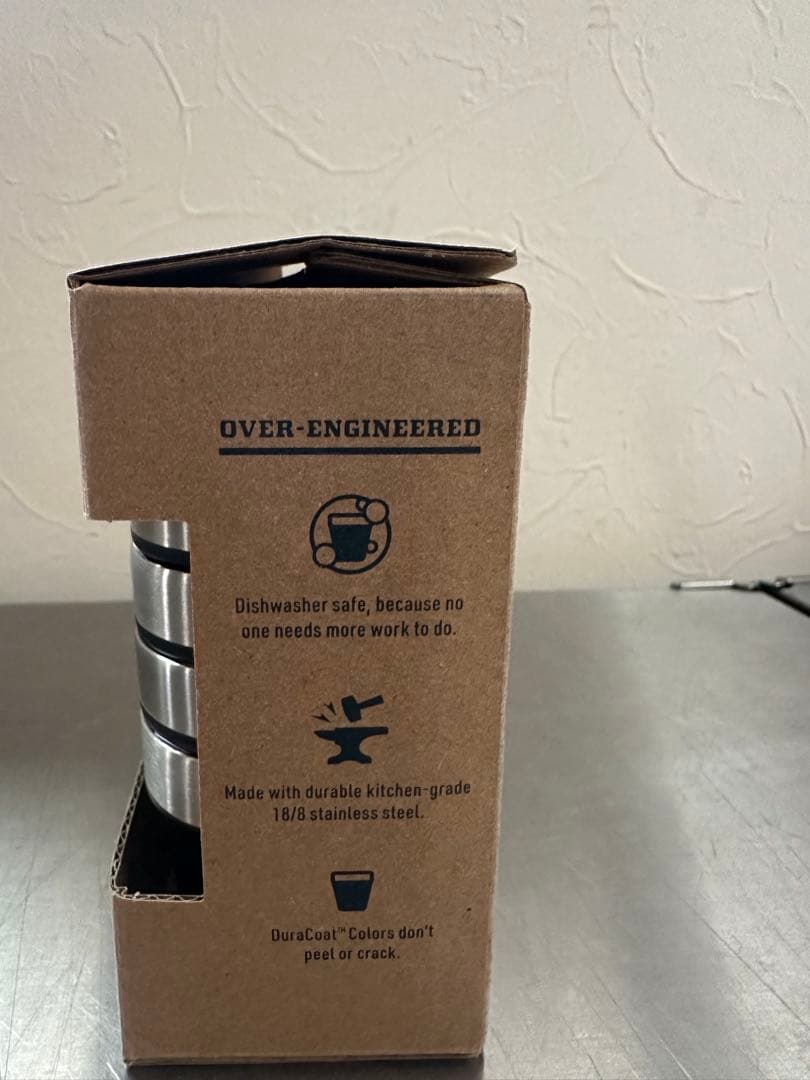 OVER-ENGINEERED
Dishwasher safe, because no
one needs more work to do.
Made with durable kitchen-grade
18/8 stainless steel.
DuraCoat™ Colors don't
peel or crack.